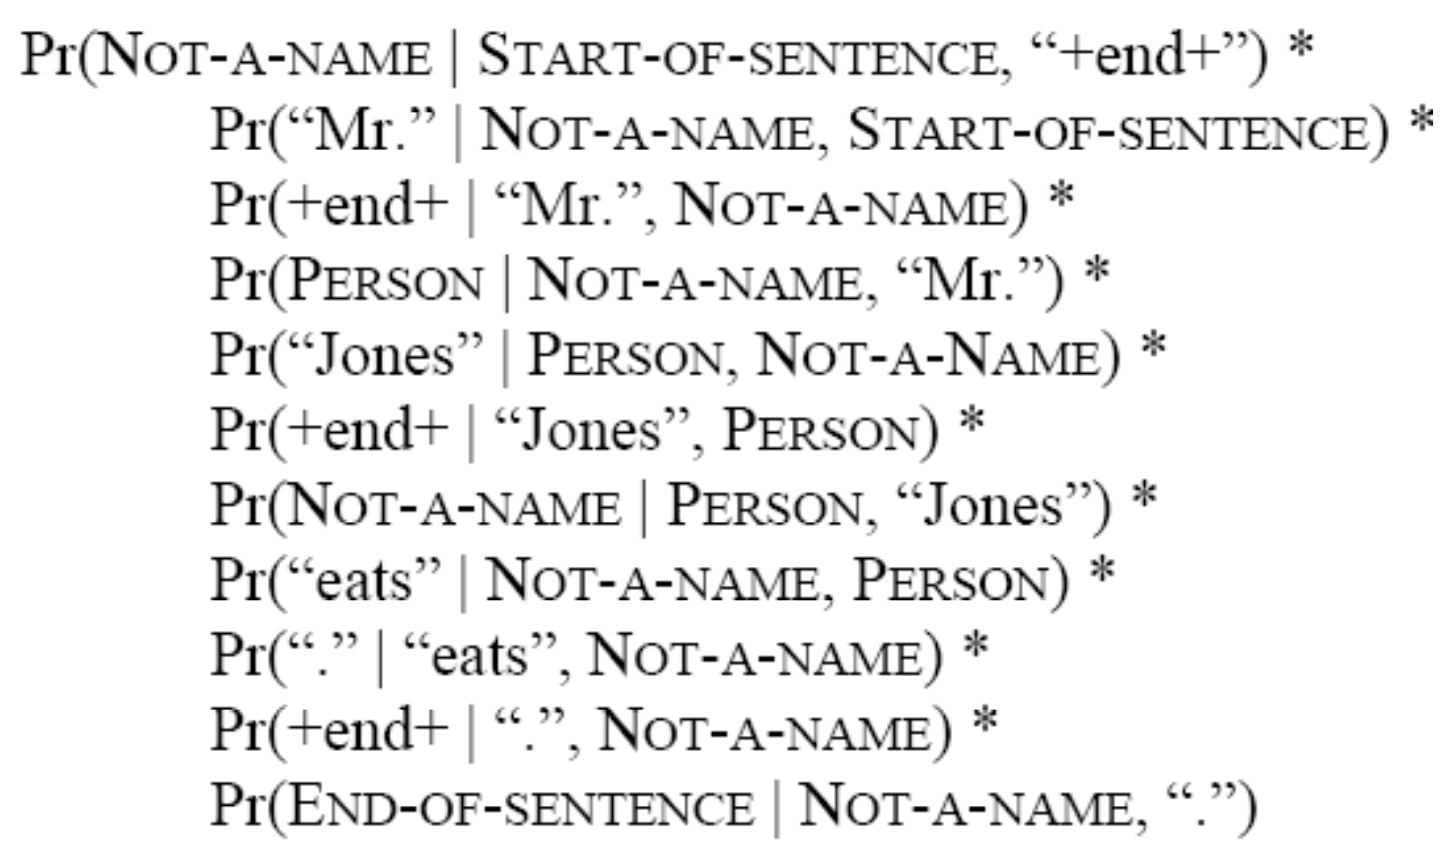 Pr(NOT-A-NAME | START-OF-SENTENCE, “+end+”) *
Pr(“Mr.” | NOT-A-NAME, START-OF-SENTENCE) *
Pr(+end+ | “Mr.”, NOT-A-NAME) *
Pr(PERSON | NOT-A-NAME, “Mr.”) *
Pr(“Jones” | PERSON, NOT-A-NAME) *
Pr(+end+ | “Jones”, PERSON) *
Pr(NOT-A-NAME | PERSON, “Jones”) *
Pr(“eats” | NOT-A-NAME, PERSON) *
Pr(“.” | “eats”, NOT-A-NAME) *
Pr(+end+ | “.”, NOT-A-NAME) *
Pr(END-OF-SENTENCE | NOT-A-NAME, “.”)